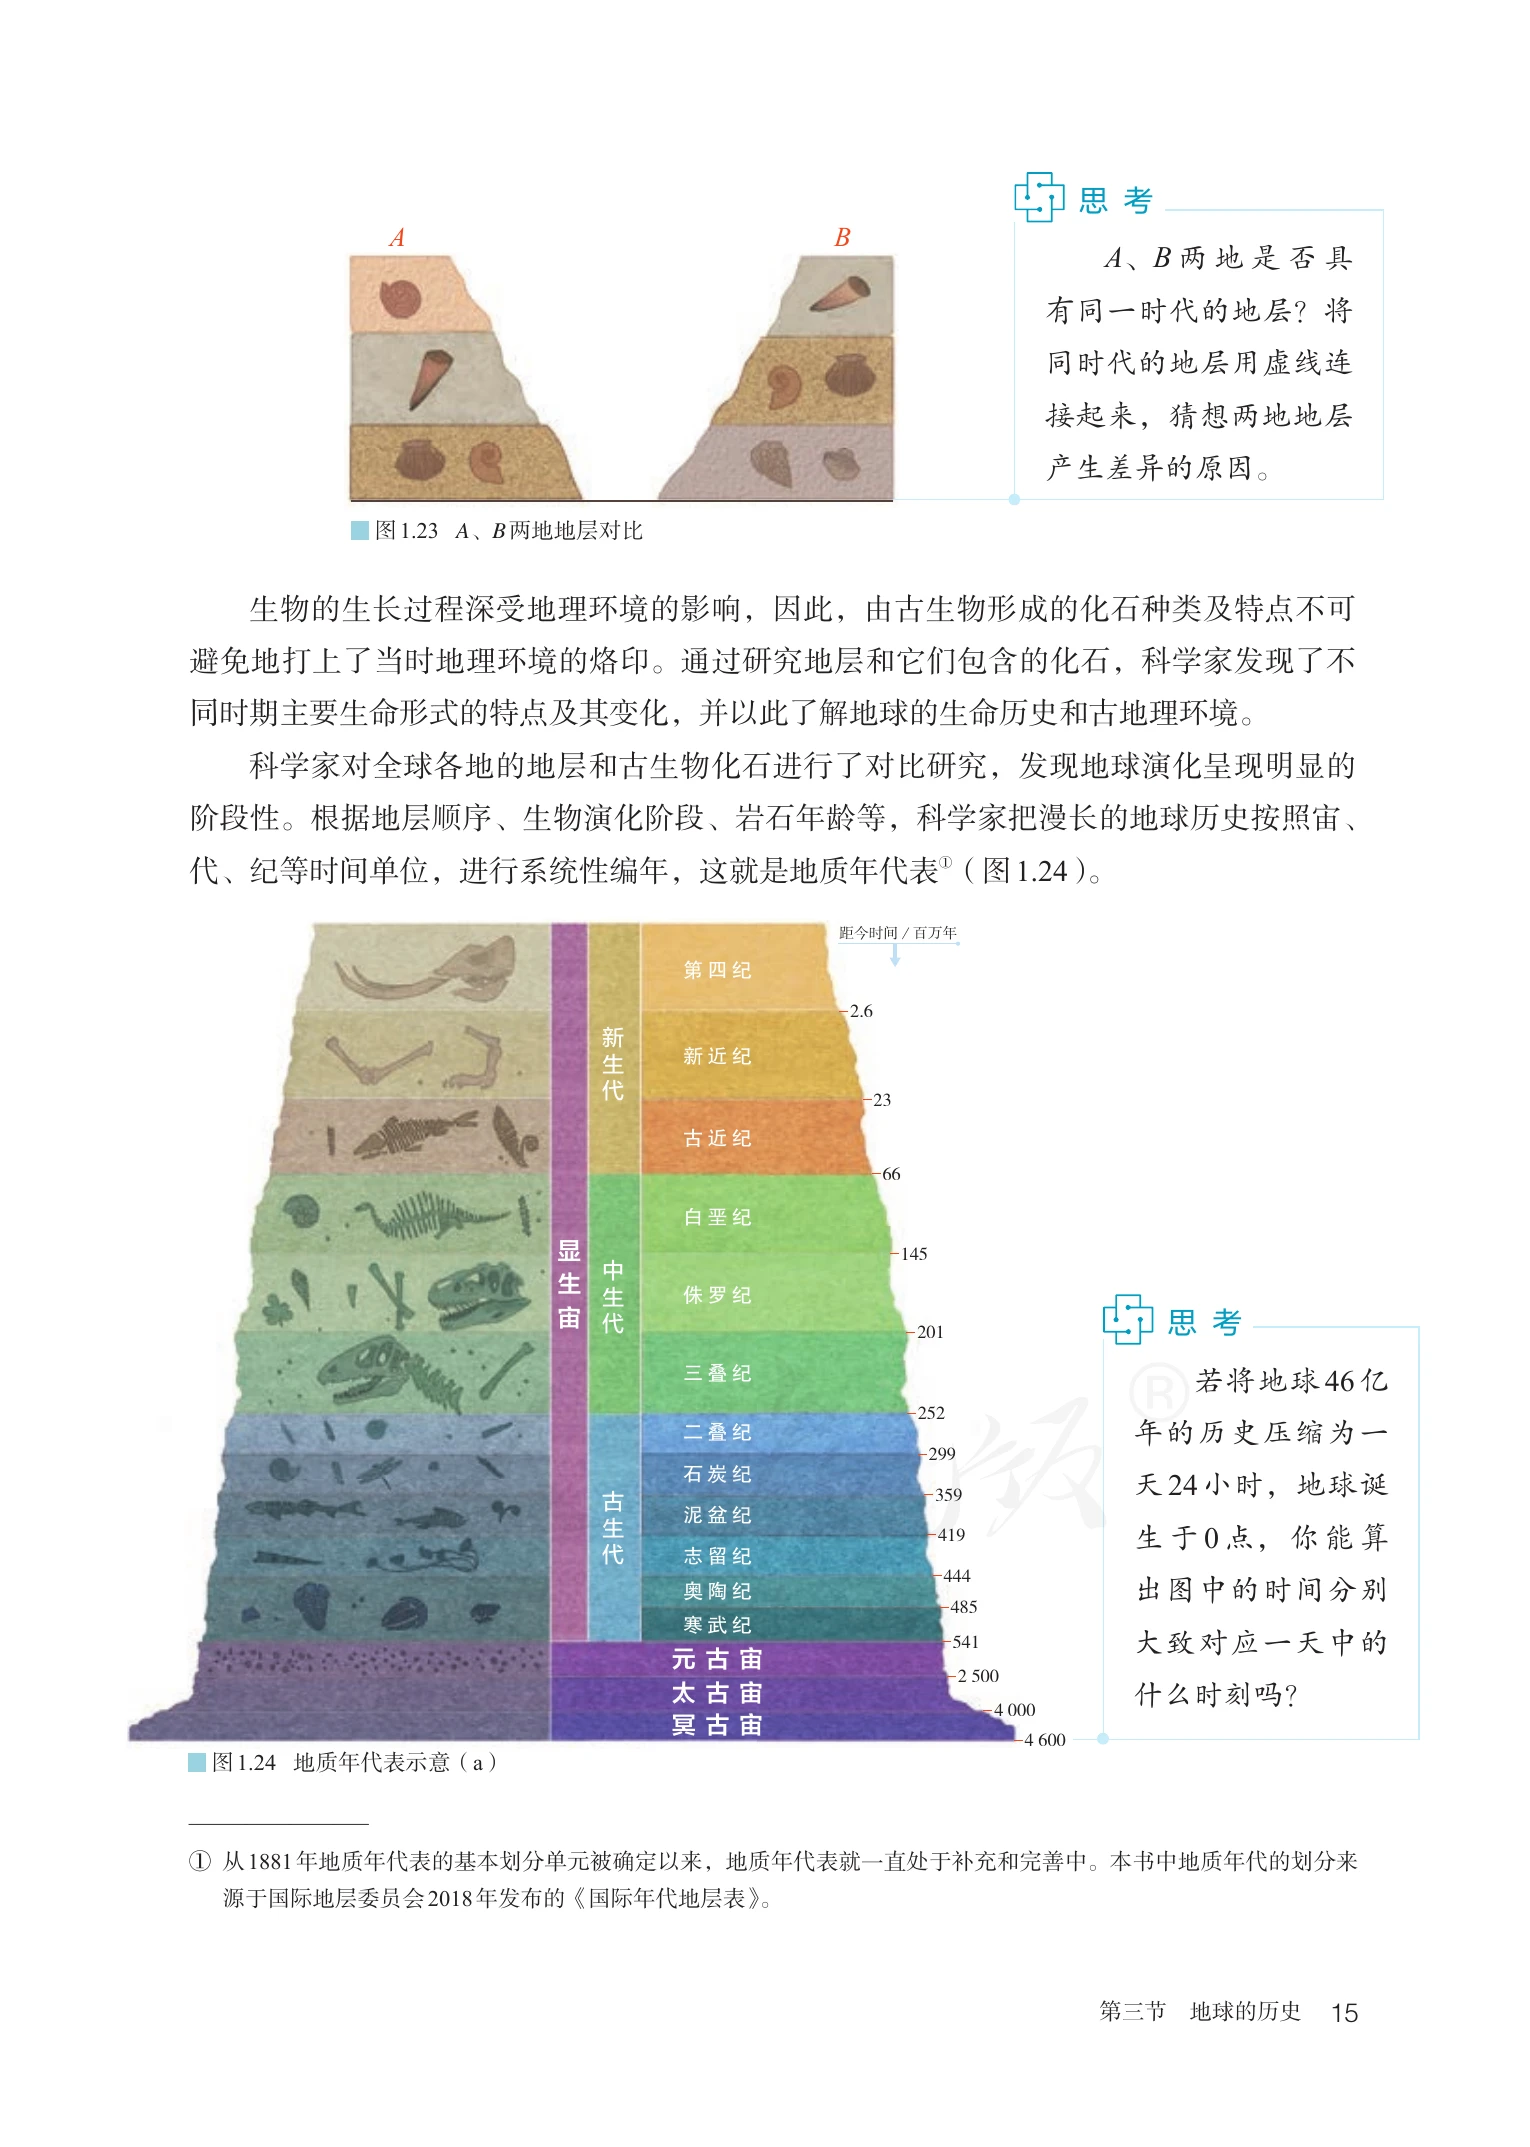 思考
A B
A、B两地是否具
有同一时代的地层？将
同时代的地层用虚线连
接起来，猜想两地地层
产生差异的原因。
图1.23 A、B两地地层对比
生物的生长过程深受地理环境的影响，因此，由古生物形成的化石种类及特点不可
避免地打上了当时地理环境的烙印。通过研究地层和它们包含的化石，科学家发现了不
同时期主要生命形式的特点及其变化，并以此了解地球的生命历史和古地理环境。
科学家对全球各地的地层和古生物化石进行了对比研究，发现地球演化呈现明显的
阶段性。根据地层顺序、生物演化阶段、岩石年龄等，科学家把漫长的地球历史按照宙、
代、纪等时间单位，进行系统性编年，这就是地质年代表①（图1.24）。
距今时间/百万年
显生宙
新生代
第四纪
2.6
新近纪
23
古近纪
66
中生代
白垩纪
145
侏罗纪
201
三叠纪
252
古生代
二叠纪
299
石炭纪
359
泥盆纪
419
志留纪
444
奥陶纪
485
寒武纪
541
元古宙
2 500
太古宙
4 000
冥古宙
4 600
思考
若将地球46亿
年的历史压缩为一
天24小时，地球诞
生于0点，你能算
出图中的时间分别
大致对应一天中的
什么时刻吗？
图1.24 地质年代表示意（a）
① 从1881年地质年代表的基本划分单元被确定以来，地质年代表就一直处于补充和完善中。本书中地质年代的划分来
源于国际地层委员会2018年发布的《国际年代地层表》。
第三节 地球的历史 15